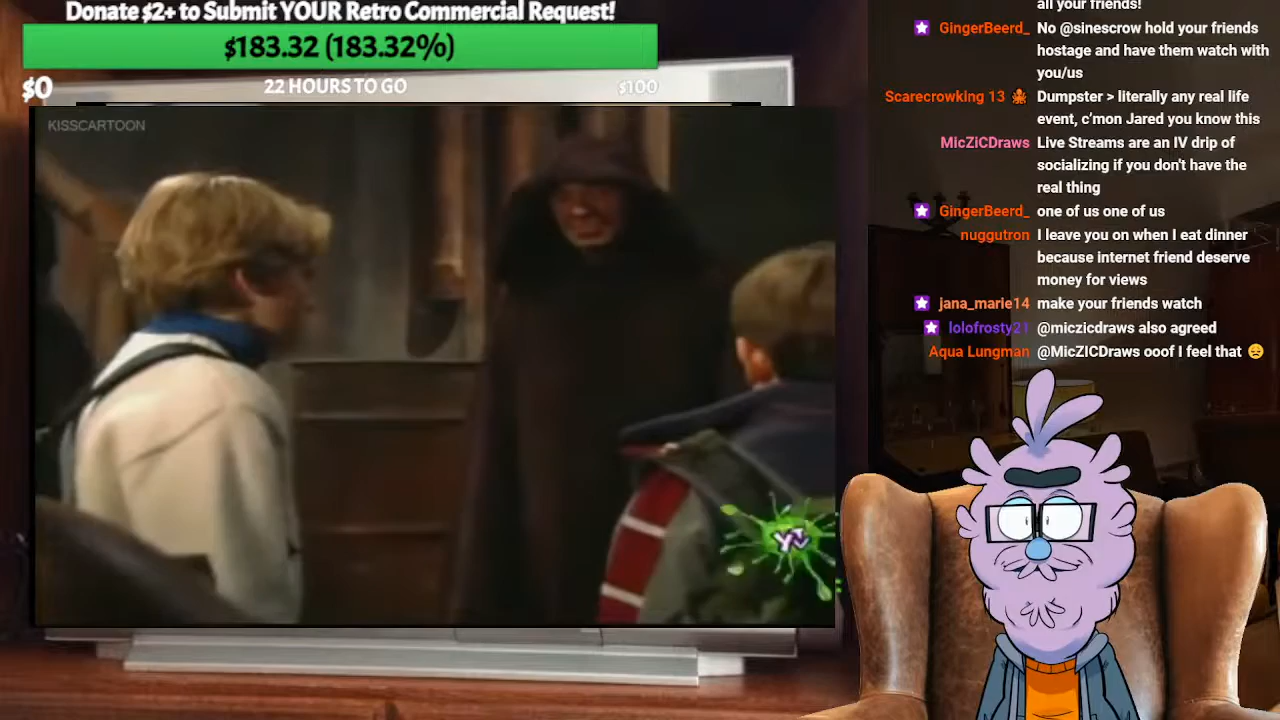 Donate $2+ to Submit YOUR Retro Commercial Request!
$183.32 (183.32%)
$0
22 HOURS TO GO
$100
KISSCARTOON
all your friends!
GingerBeerd_ No @sinescrow hold your friends
hostage and have them watch with
you/us
Scarecrowking 13 Dumpster > literally any real life
event, c'mon Jared you know this
MicZiCDraws Live Streams are an IV drip of
socializing if you don't have the
real thing
GingerBeerd_ one of us one of us
nuggutron I leave you on when I eat dinner
because internet friend deserve
money for views
jana_marie14 make your friends watch
lolofrosty21 @miczicdraws also agreed
Aqua Lungman @MicZICDraws ooof I feel that 😔